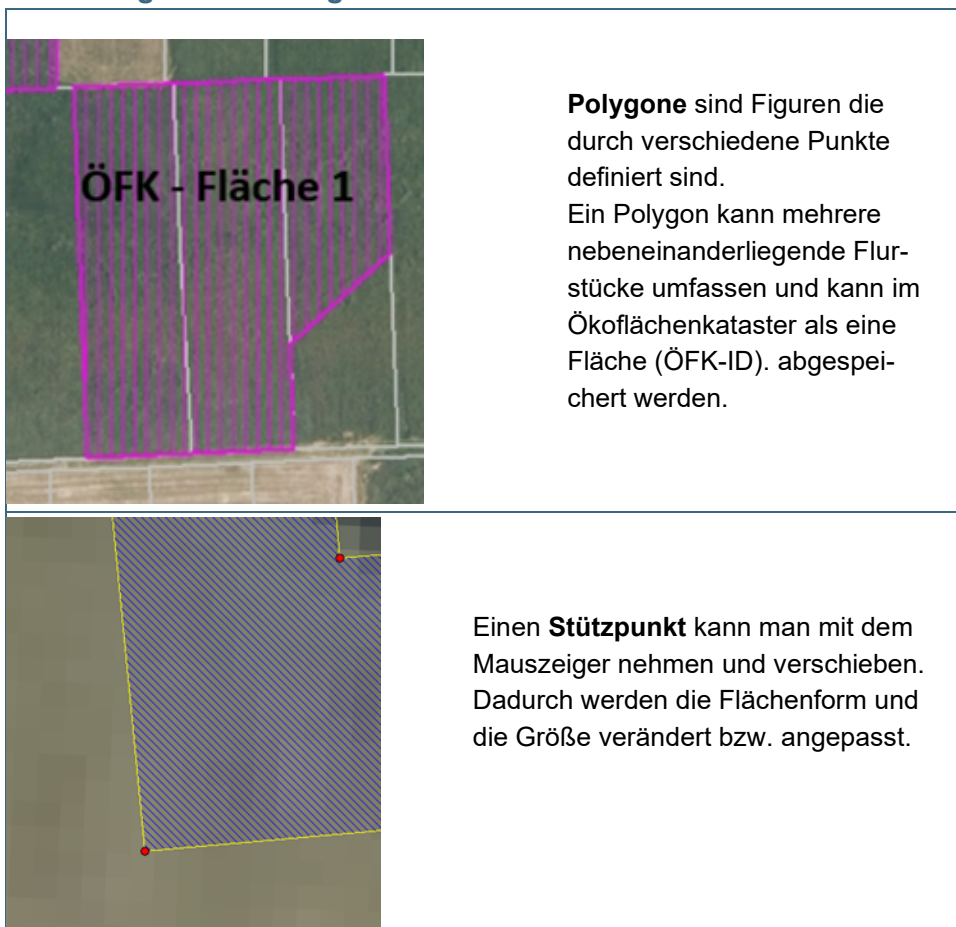 ÖFK - Fläche 1
Polygone sind Figuren die
durch verschiedene Punkte
definiert sind.
Ein Polygon kann mehrere
nebeneinanderliegende Flur-
stücke umfassen und kann im
Ökoflächenkataster als eine
Fläche (ÖFK-ID). abgespei-
chert werden.
Einen Stützpunkt kann man mit dem
Mauszeiger nehmen und verschieben.
Dadurch werden die Flächenform und
die Größe verändert bzw. angepasst.